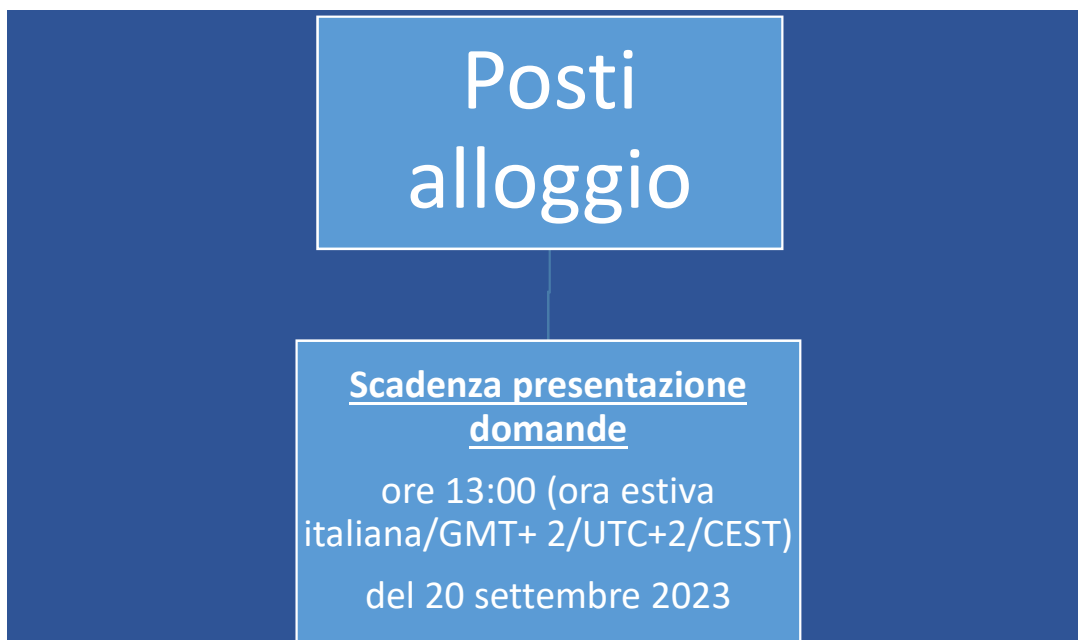 Posti
alloggio
Scadenza presentazione
domande
ore 13:00 (ora estiva
italiana/GMT+ 2/UTC+2/CEST)
del 20 settembre 2023